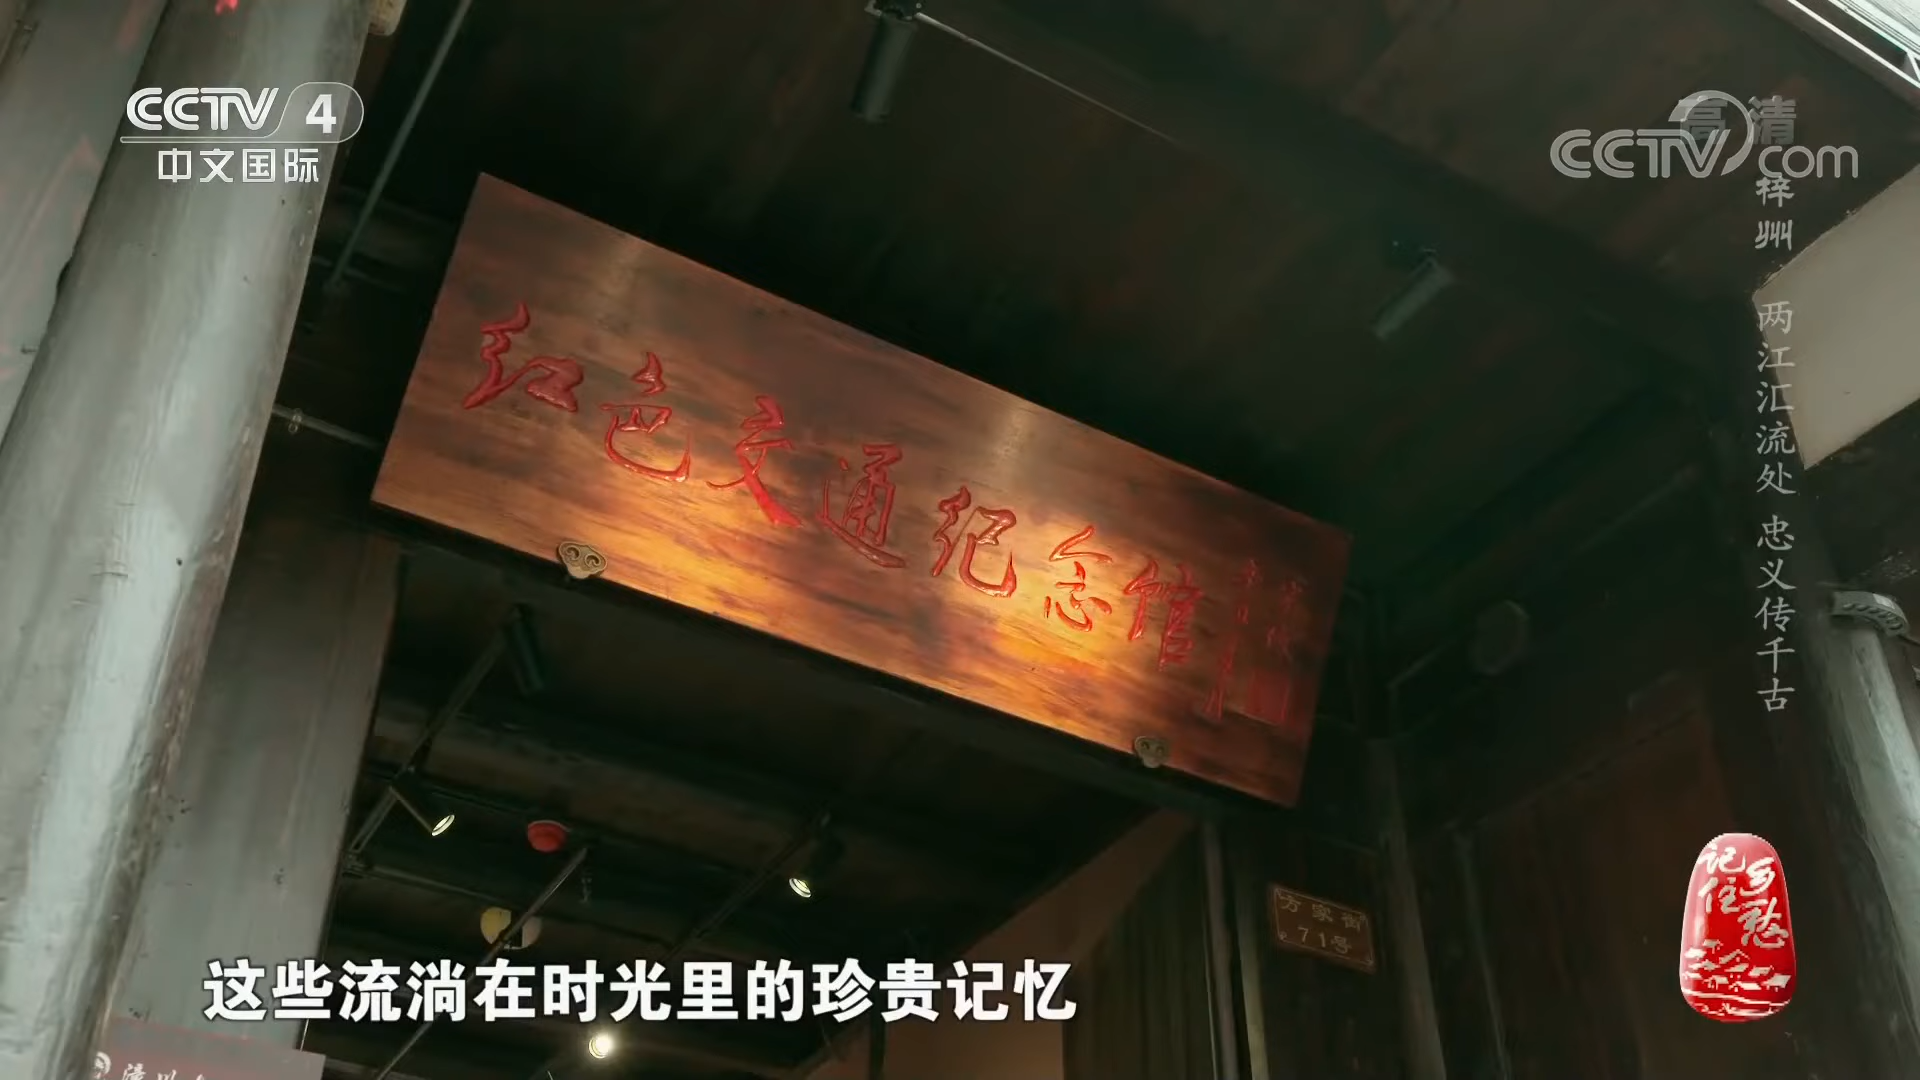 CCTV 4
中文国际
高清
CCTV.com
梓州 两江汇流处 忠义传千古
红色交通纪念馆
方家街
71号
记住乡愁
这些流淌在时光里的珍贵记忆